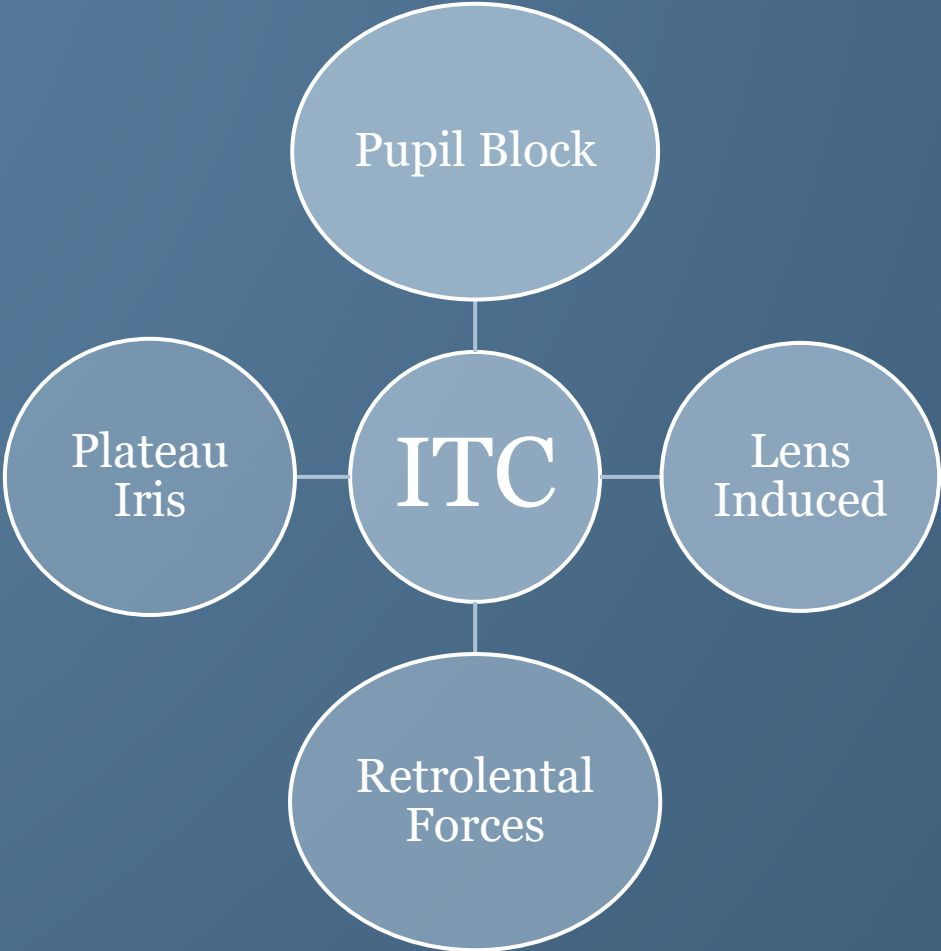 Pupil Block
Plateau
Iris
ITC
Lens
Induced
Retrolental
Forces